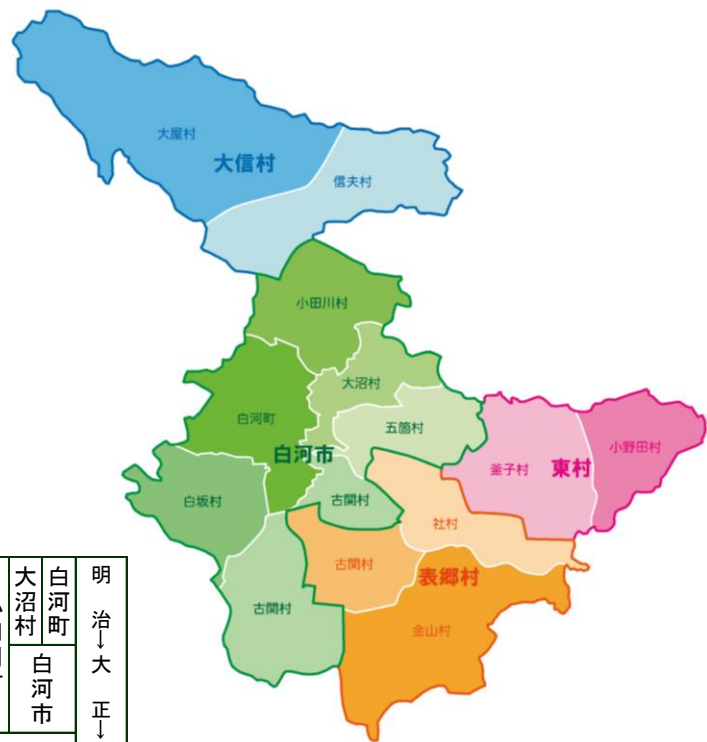 大屋村
大信村
信夫村
小田川村
大沼村
白河町
五箇村
白河市
小野田村
釜子村
東村
白坂村
古関村
社村
古関村
表郷村
古関村
金山村
明治→大正→
白河町
大沼村
白河市